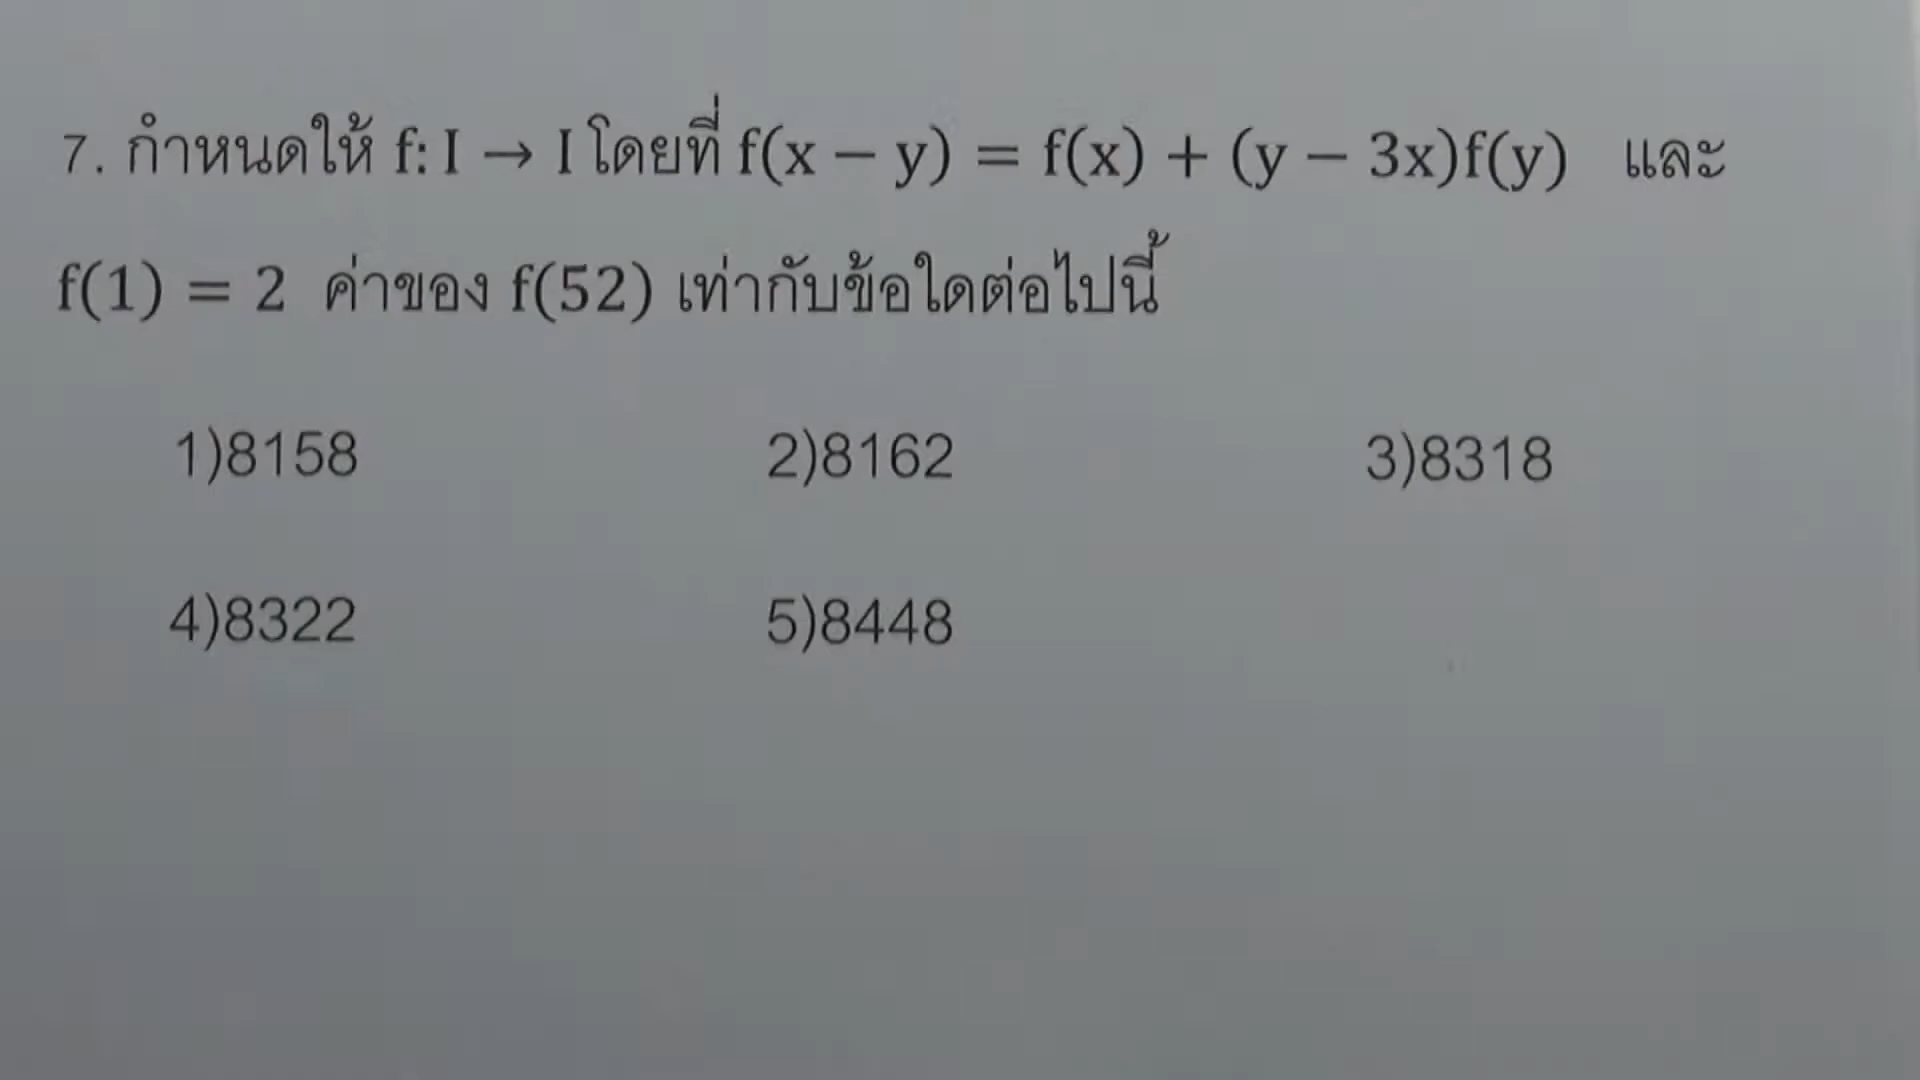 7. กำหนดให้ f: I → I โดยที่ f(x − y) = f(x) + (y − 3x)f(y) และ
f(1) = 2 ค่าของ f(52) เท่ากับข้อใดต่อไปนี้
1)8158 2)8162 3)8318
4)8322 5)8448